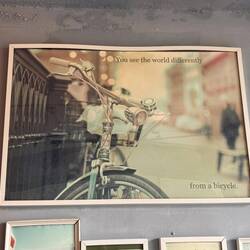 You see the world differently
from a bicycle.